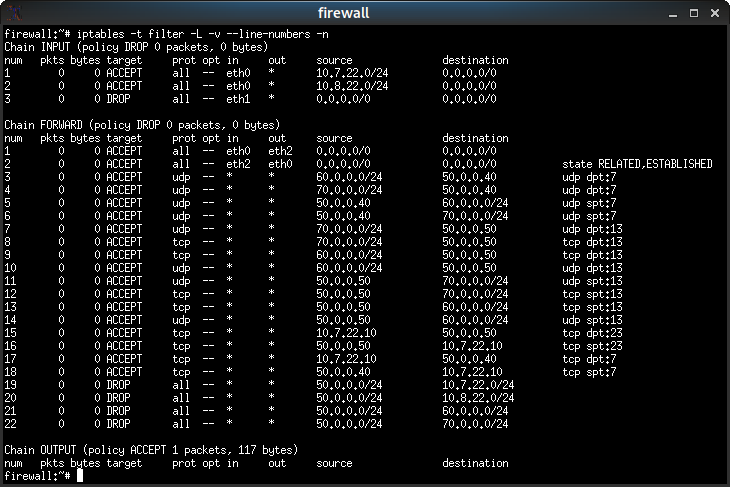 firewall
firewall:~# iptables -t filter -L -v --line-numbers -n
Chain INPUT (policy DROP 0 packets, 0 bytes)
num   pkts bytes target     prot opt in     out     source               destination
1        0     0 ACCEPT     all  --  eth0   *       10.7.22.0/24         0.0.0.0/0
2        0     0 ACCEPT     all  --  eth0   *       10.8.22.0/24         0.0.0.0/0
3        0     0 DROP       all  --  eth1   *       0.0.0.0/0            0.0.0.0/0
Chain FORWARD (policy DROP 0 packets, 0 bytes)
num   pkts bytes target     prot opt in     out     source               destination
1        0     0 ACCEPT     all  --  eth0   eth2    0.0.0.0/0            0.0.0.0/0
2        0     0 ACCEPT     all  --  eth2   eth0    0.0.0.0/0            0.0.0.0/0           state RELATED,ESTABLISHED
3        0     0 ACCEPT     udp  --  *      *       60.0.0.0/24          50.0.0.40           udp dpt:7
4        0     0 ACCEPT     udp  --  *      *       70.0.0.0/24          50.0.0.40           udp dpt:7
5        0     0 ACCEPT     udp  --  *      *       50.0.0.40            60.0.0.0/24         udp spt:7
6        0     0 ACCEPT     udp  --  *      *       50.0.0.40            70.0.0.0/24         udp spt:7
7        0     0 ACCEPT     udp  --  *      *       70.0.0.0/24          50.0.0.50           udp dpt:13
8        0     0 ACCEPT     tcp  --  *      *       70.0.0.0/24          50.0.0.50           tcp dpt:13
9        0     0 ACCEPT     tcp  --  *      *       60.0.0.0/24          50.0.0.50           tcp dpt:13
10       0     0 ACCEPT     udp  --  *      *       60.0.0.0/24          50.0.0.50           udp dpt:13
11       0     0 ACCEPT     udp  --  *      *       50.0.0.50            70.0.0.0/24         udp spt:13
12       0     0 ACCEPT     tcp  --  *      *       50.0.0.50            70.0.0.0/24         tcp spt:13
13       0     0 ACCEPT     tcp  --  *      *       50.0.0.50            60.0.0.0/24         tcp spt:13
14       0     0 ACCEPT     udp  --  *      *       50.0.0.50            60.0.0.0/24         udp spt:13
15       0     0 ACCEPT     tcp  --  *      *       10.7.22.10           50.0.0.50           tcp dpt:23
16       0     0 ACCEPT     tcp  --  *      *       50.0.0.50            10.7.22.10          tcp spt:23
17       0     0 ACCEPT     tcp  --  *      *       10.7.22.10           50.0.0.40           tcp dpt:7
18       0     0 ACCEPT     tcp  --  *      *       50.0.0.40            10.7.22.10          tcp spt:7
19       0     0 DROP       all  --  *      *       50.0.0.0/24          10.7.22.0/24
20       0     0 DROP       all  --  *      *       50.0.0.0/24          10.8.22.0/24
21       0     0 DROP       all  --  *      *       50.0.0.0/24          60.0.0.0/24
22       0     0 DROP       all  --  *      *       50.0.0.0/24          70.0.0.0/24
Chain OUTPUT (policy ACCEPT 1 packets, 117 bytes)
num   pkts bytes target     prot opt in     out     source               destination
firewall:~#